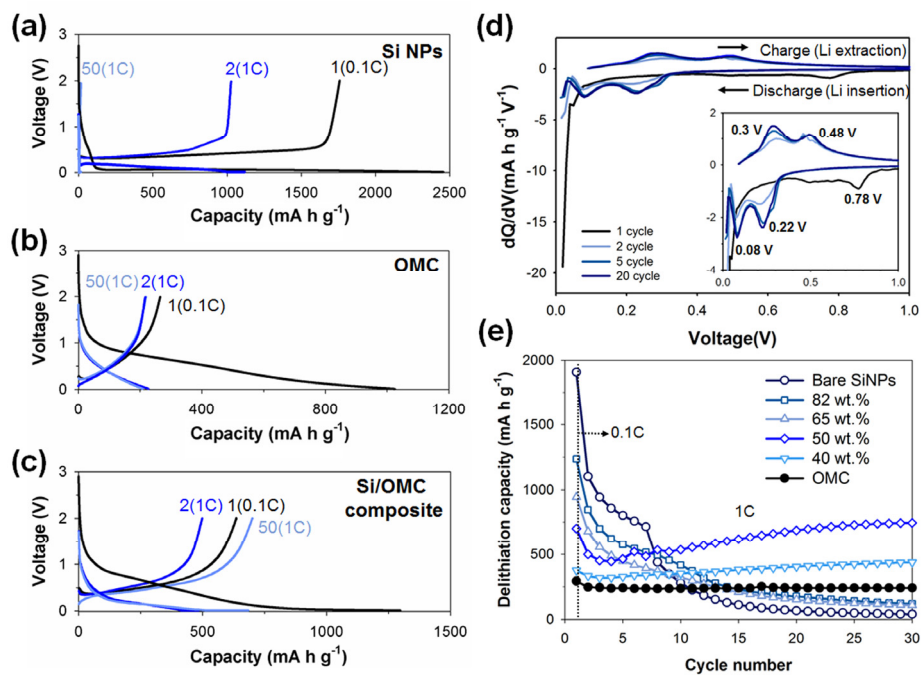 (a)
Si NPs
50(1C)
2(1C)
1(0.1C)
Voltage (V)
3
2
1
0
0 500 1000 1500 2000 2500
Capacity (mA h g-1)
(b)
OMC
50(1C)
2(1C)
1(0.1C)
Voltage (V)
3
2
1
0
0 400 800 1200
Capacity (mA h g-1)
(c)
Si/OMC
composite
2(1C)
1(0.1C)
50(1C)
Voltage (V)
3
2
1
0
0 500 1000 1500
Capacity (mA h g-1)
(d)
Charge (Li extraction)
Discharge (Li insertion)
dQ/dV(mA h g-1 V-1)
5
0
-5
-10
-15
-20
1 cycle
2 cycle
5 cycle
20 cycle
2
0
-2
-4
0.3 V
0.48 V
0.78 V
0.22 V
0.08 V
0.0 0.5 1.0
0.0 0.2 0.4 0.6 0.8 1.0
Voltage(V)
(e)
Delithiation capacity (mA h g-1)
2000
1750
1500
1250
1000
750
500
250
0
0.1C
1C
Bare SiNPs
82 wt.%
65 wt.%
50 wt.%
40 wt.%
OMC
0 5 10 15 20 25 30
Cycle number